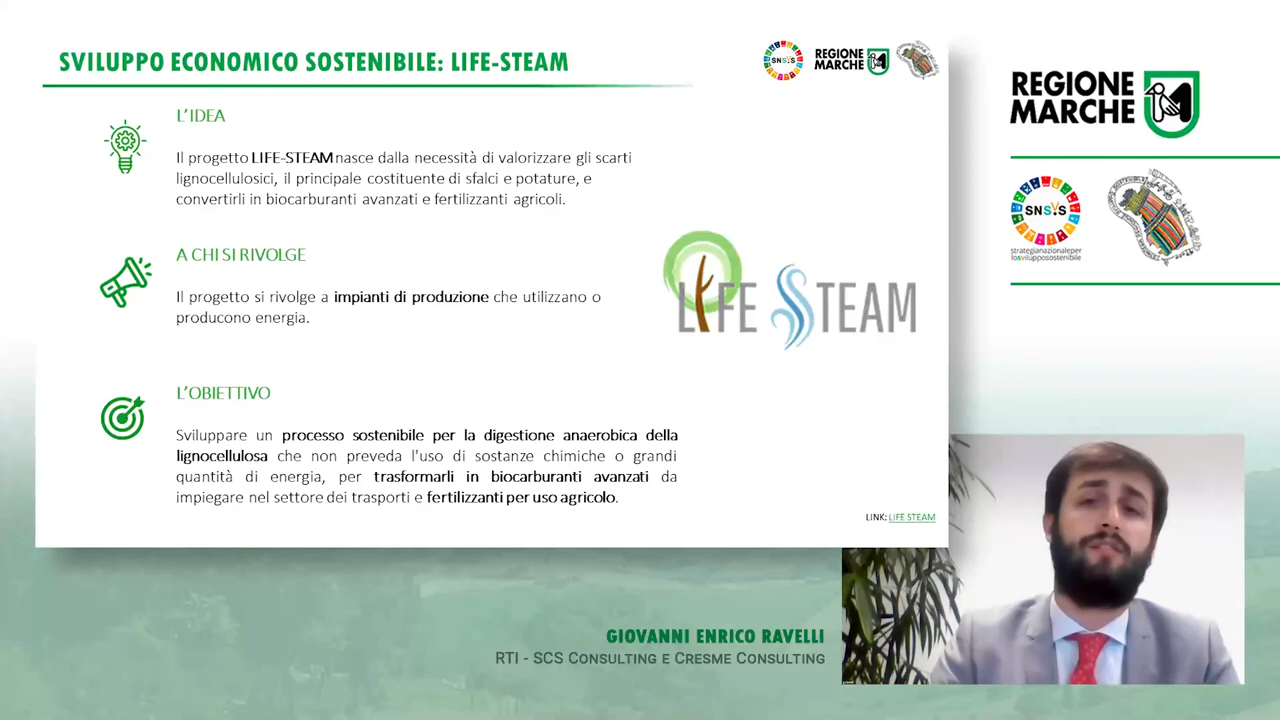 SVILUPPO ECONOMICO SOSTENIBILE: LIFE-STEAM
SNSVS
REGIONE
MARCHE
L'IDEA
Il progetto LIFE-STEAM nasce dalla necessità di valorizzare gli scarti
lignocellulosici, il principale costituente di sfalci e potature, e
convertirli in biocarburanti avanzati e fertilizzanti agricoli.
A CHI SI RIVOLGE
Il progetto si rivolge a impianti di produzione che utilizzano o
producono energia.
LIFE STEAM
L'OBIETTIVO
Sviluppare un processo sostenibile per la digestione anaerobica della
lignocellulosa che non preveda l'uso di sostanze chimiche o grandi
quantità di energia, per trasformarli in biocarburanti avanzati da
impiegare nel settore dei trasporti e fertilizzanti per uso agricolo.
LINK: LIFE STEAM
REGIONE
MARCHE
SNSVS
strategianazionaleper
losvilupposostenibile
GIOVANNI ENRICO RAVELLI
RTI - SCS CONSULTING E CRESME CONSULTING